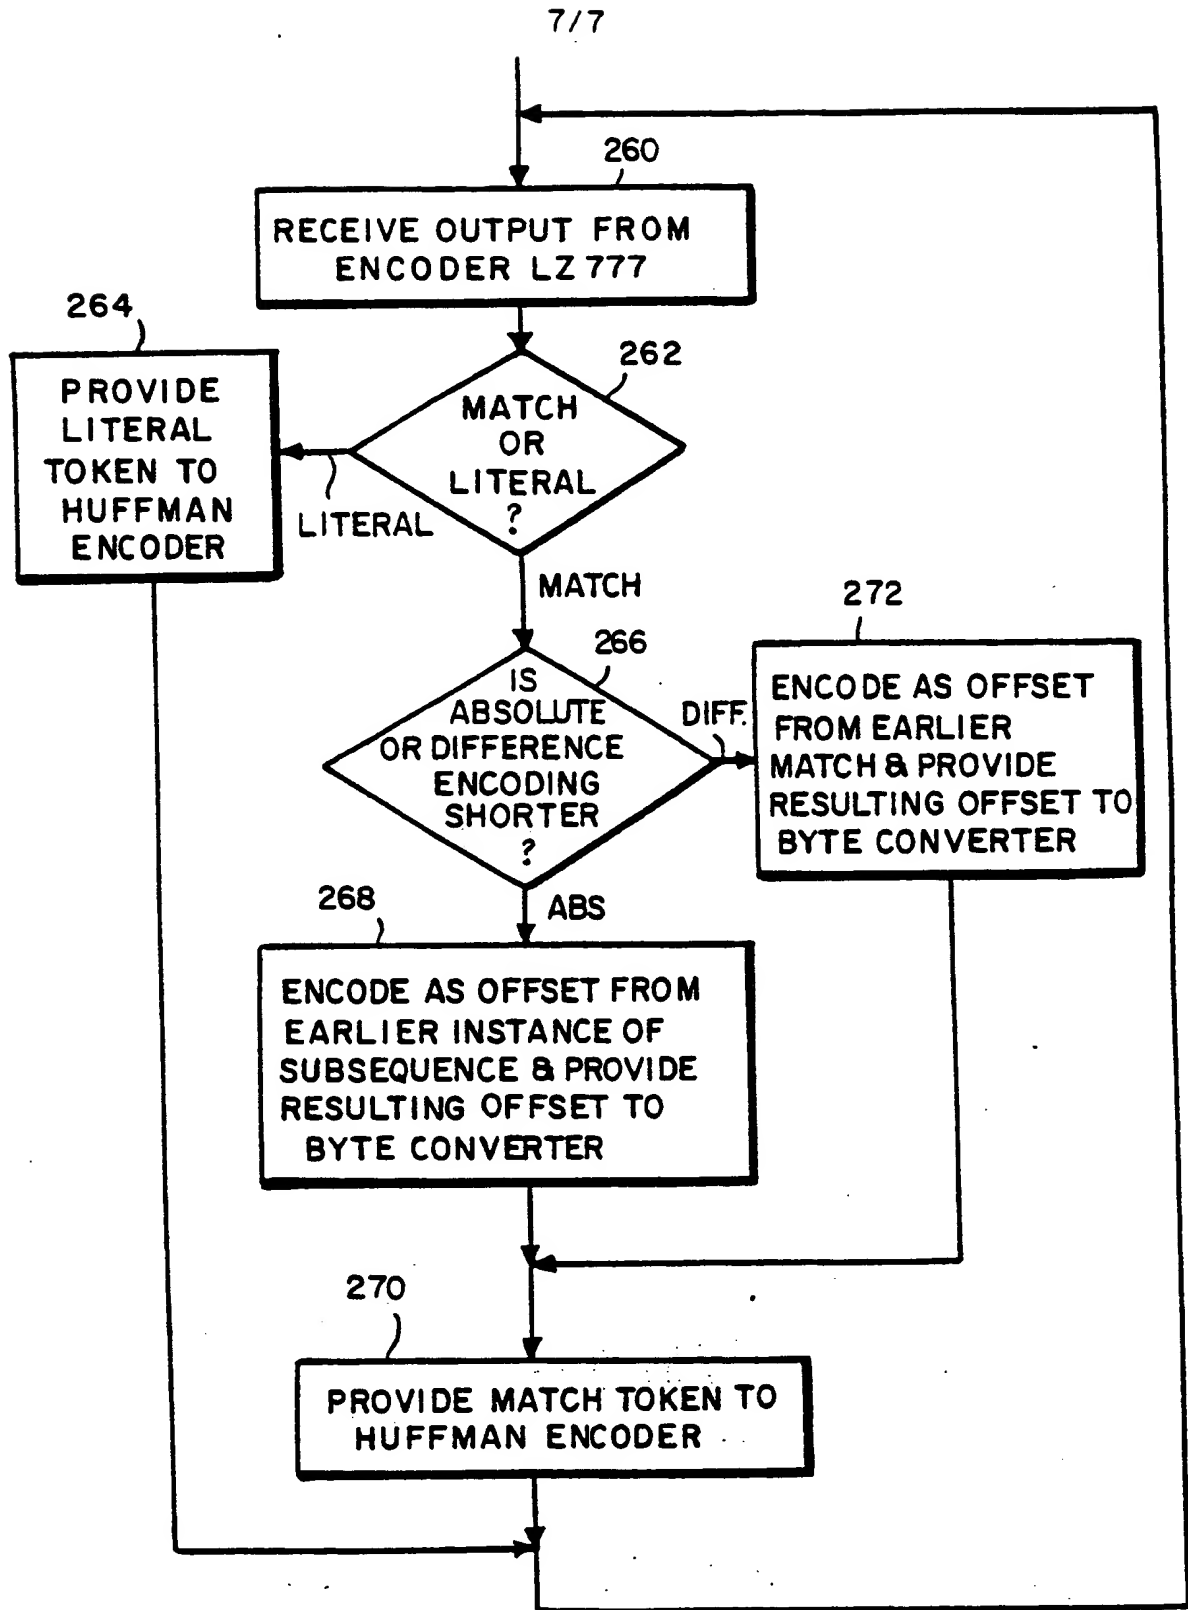 7/7
260
RECEIVE OUTPUT FROM
ENCODER LZ777
264
PROVIDE
LITERAL
TOKEN TO
HUFFMAN
ENCODER
262
MATCH
OR
LITERAL
?
LITERAL
MATCH
266
IS
ABSOLUTE
OR DIFFERENCE
ENCODING
SHORTER
?
DIFF.
272
ENCODE AS OFFSET
FROM EARLIER
MATCH & PROVIDE
RESULTING OFFSET TO
BYTE CONVERTER
ABS
268
ENCODE AS OFFSET FROM
EARLIER INSTANCE OF
SUBSEQUENCE & PROVIDE
RESULTING OFFSET TO
BYTE CONVERTER
270
PROVIDE MATCH TOKEN TO
HUFFMAN ENCODER